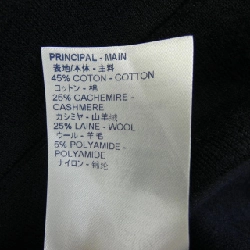 PRINCIPAL - MAIN
表地/本体 - 主料
45% COTON - COTTON
コットン - 棉
25% CACHEMIRE -
CASHMERE
カシミヤ - 山羊绒
25% LAINE - WOOL
ウール - 羊毛
5% POLYAMIDE -
POLYAMIDE
ナイロン - 锦纶